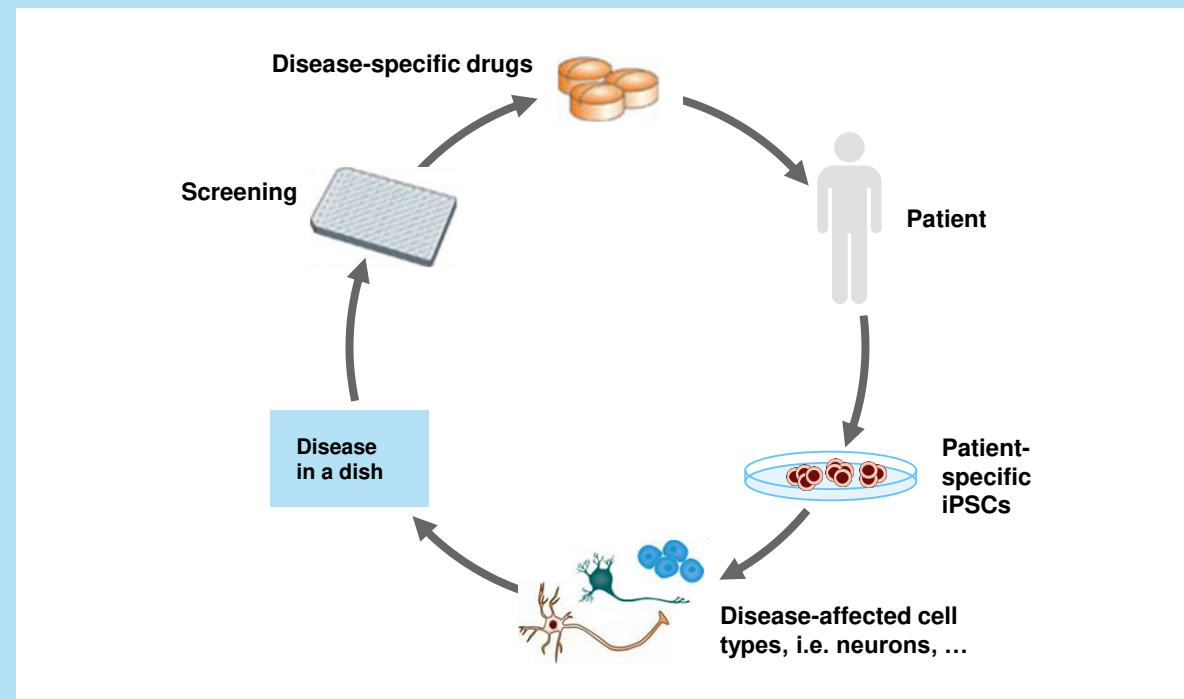 Disease-specific drugs
Screening
Patient
Disease
in a dish
Patient-
specific
iPSCs
Disease-affected cell
types, i.e. neurons, …